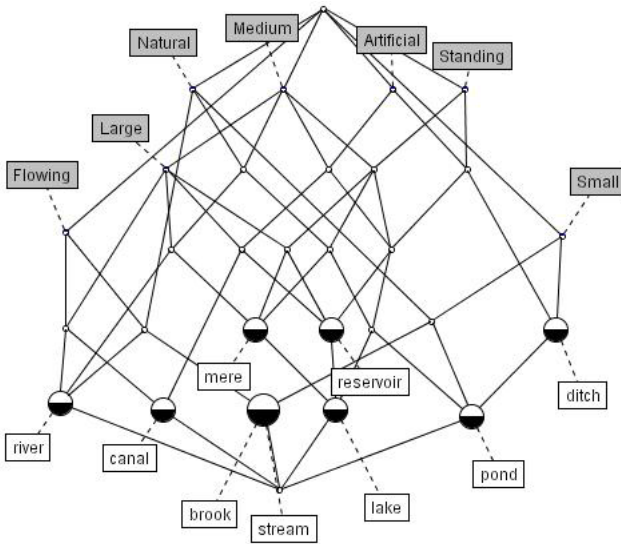 Natural
Medium
Artificial
Standing
Large
Flowing
Small
mere
reservoir
ditch
river
canal
pond
brook
lake
stream